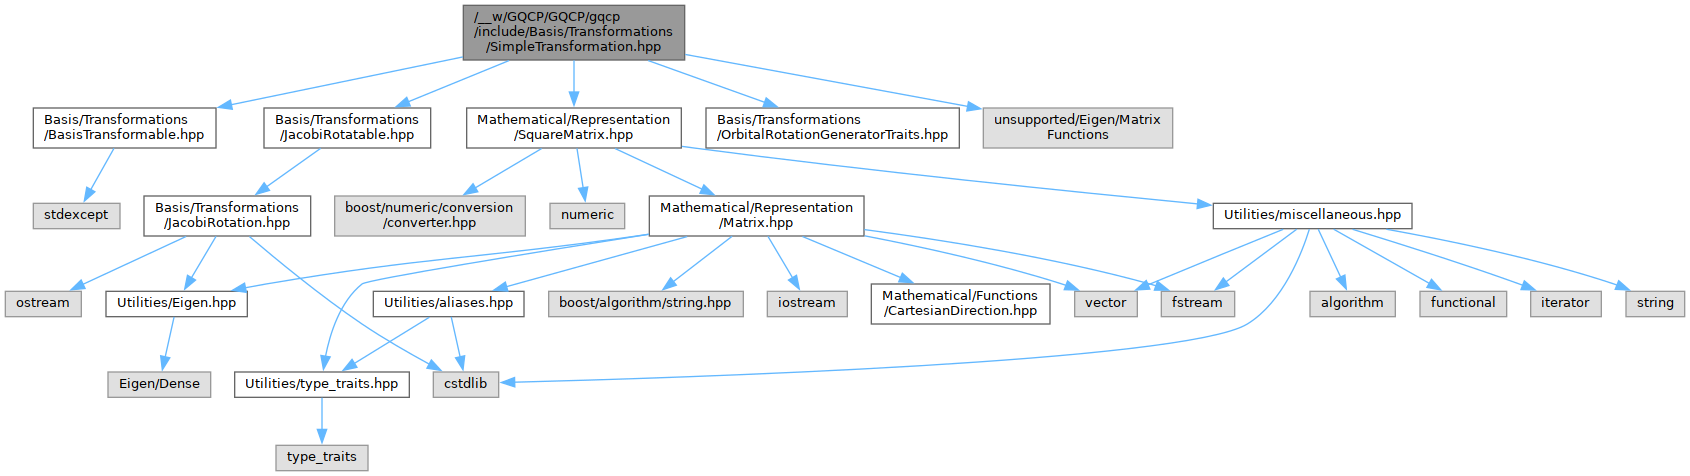 /__w/GQCP/GQCP/gqcp
/include/Basis/Transformations
/SimpleTransformation.hpp
Basis/Transformations
/BasisTransformable.hpp
Basis/Transformations
/JacobiRotatable.hpp
Mathematical/Representation
/SquareMatrix.hpp
Basis/Transformations
/OrbitalRotationGeneratorTraits.hpp
unsupported/Eigen/Matrix
Functions
stdexcept
Basis/Transformations
/JacobiRotation.hpp
boost/numeric/conversion
/converter.hpp
numeric
Mathematical/Representation
/Matrix.hpp
Utilities/miscellaneous.hpp
ostream
Utilities/Eigen.hpp
Utilities/aliases.hpp
boost/algorithm/string.hpp
iostream
Mathematical/Functions
/CartesianDirection.hpp
vector
fstream
algorithm
functional
iterator
string
Eigen/Dense
Utilities/type_traits.hpp
cstdlib
type_traits